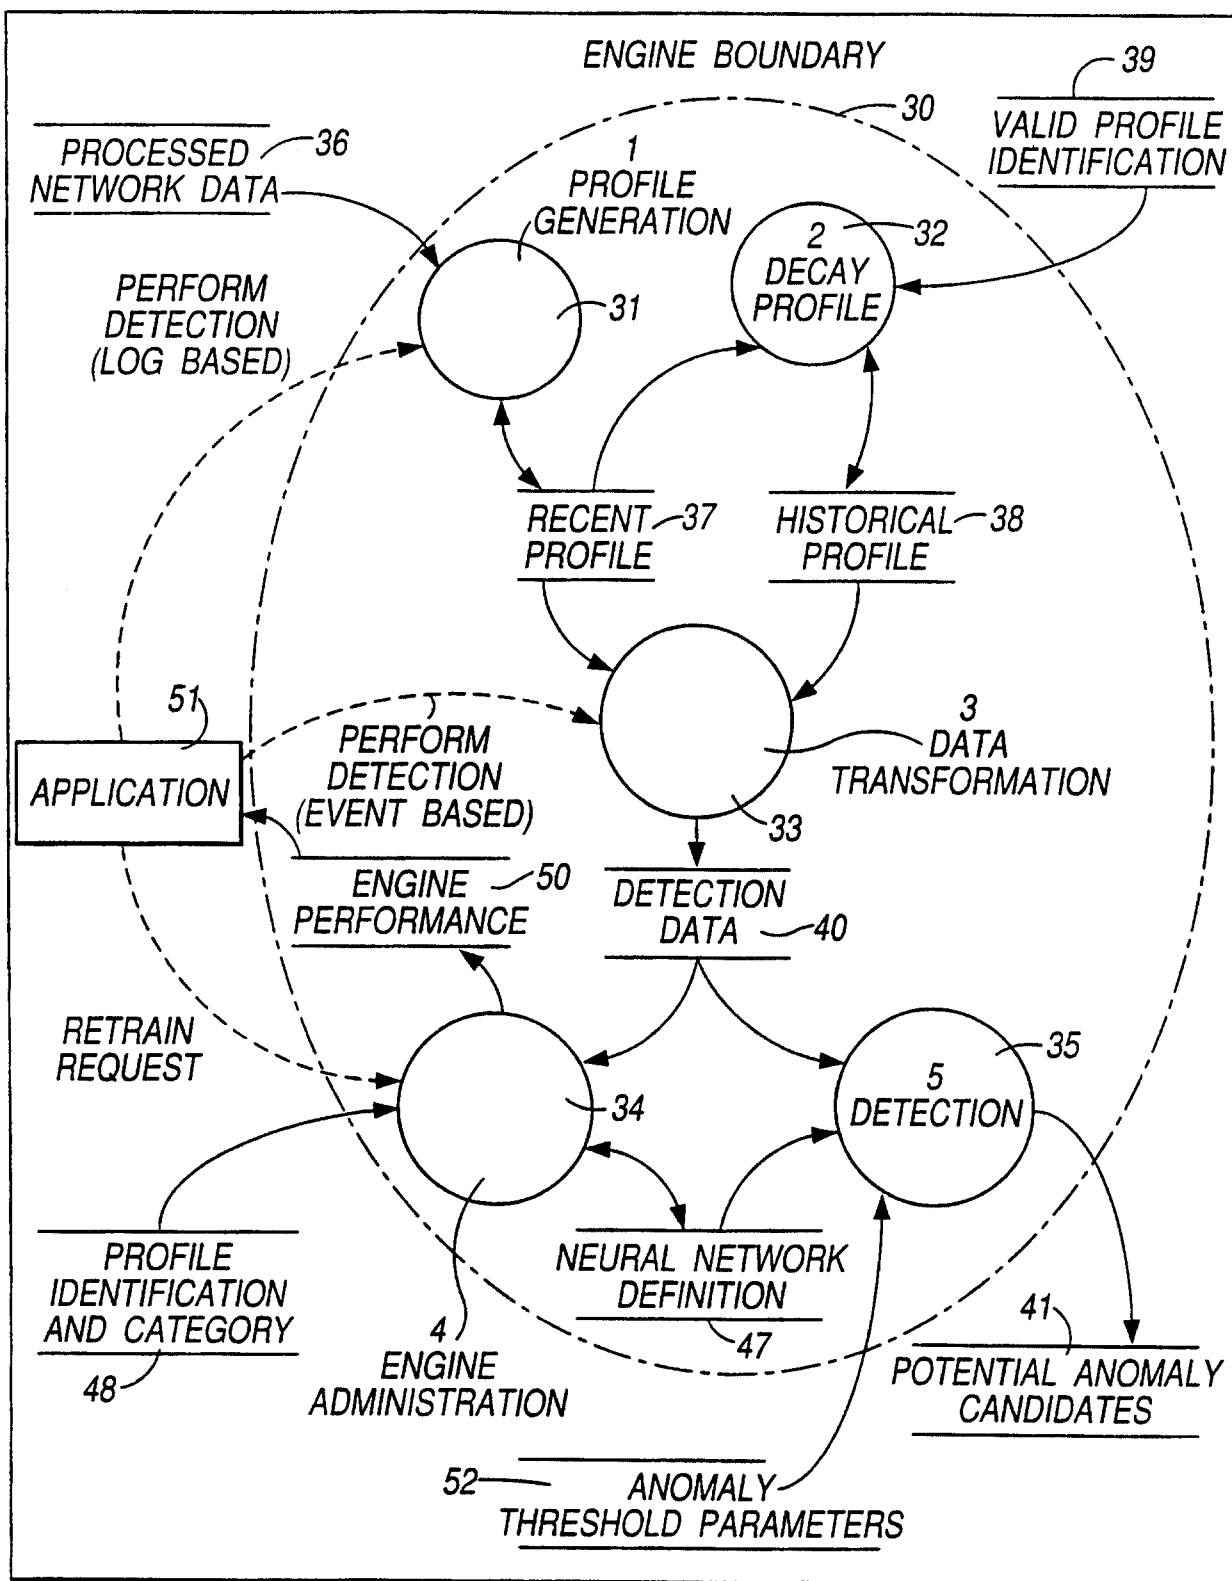 ENGINE BOUNDARY
30
39
VALID PROFILE
IDENTIFICATION
PROCESSED
NETWORK DATA
36
1
PROFILE
GENERATION
31
2
DECAY
PROFILE
32
PERFORM
DETECTION
(LOG BASED)
RECENT
PROFILE
37
HISTORICAL
PROFILE
38
51
APPLICATION
PERFORM
DETECTION
(EVENT BASED)
3
DATA
TRANSFORMATION
33
ENGINE
PERFORMANCE
50
DETECTION
DATA
40
RETRAIN
REQUEST
34
35
5
DETECTION
PROFILE
IDENTIFICATION
AND CATEGORY
48
4
ENGINE
ADMINISTRATION
NEURAL NETWORK
DEFINITION
47
41
POTENTIAL ANOMALY
CANDIDATES
52
ANOMALY
THRESHOLD PARAMETERS